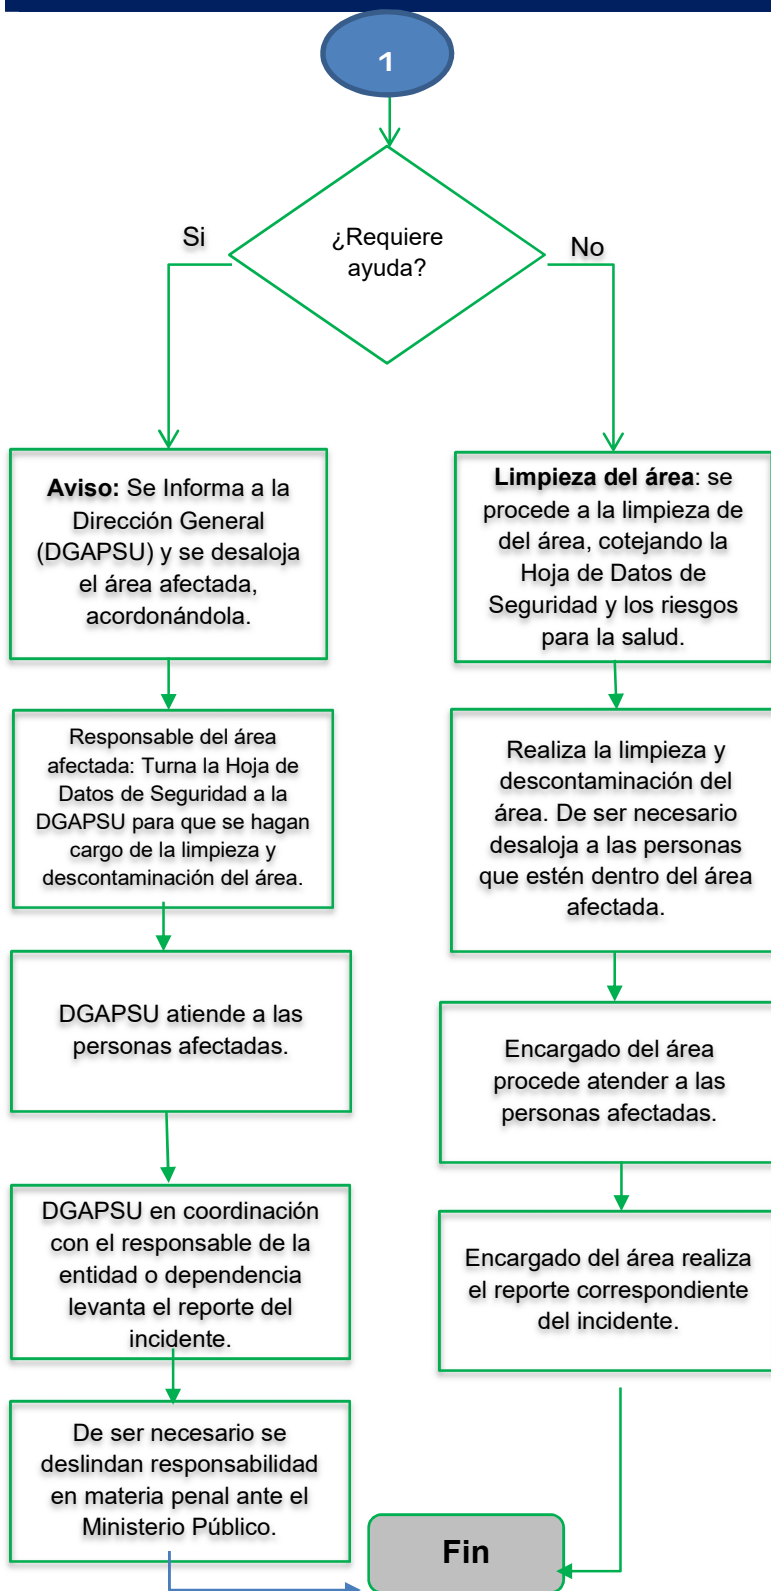 1
¿Requiere
ayuda?
Si
No
Aviso: Se Informa a la
Dirección General
(DGAPSU) y se desaloja
el área afectada,
acordonándola.
Responsable del área
afectada: Turna la Hoja de
Datos de Seguridad a la
DGAPSU para que se hagan
cargo de la limpieza y
descontaminación del área.
DGAPSU atiende a las
personas afectadas.
DGAPSU en coordinación
con el responsable de la
entidad o dependencia
levanta el reporte del
incidente.
De ser necesario se
deslindan responsabilidad
en materia penal ante el
Ministerio Público.
Limpieza del área: se
procede a la limpieza de
del área, cotejando la
Hoja de Datos de
Seguridad y los riesgos
para la salud.
Realiza la limpieza y
descontaminación del
área. De ser necesario
desaloja a las personas
que estén dentro del área
afectada.
Encargado del área
procede atender a las
personas afectadas.
Encargado del área realiza
el reporte correspondiente
del incidente.
Fin